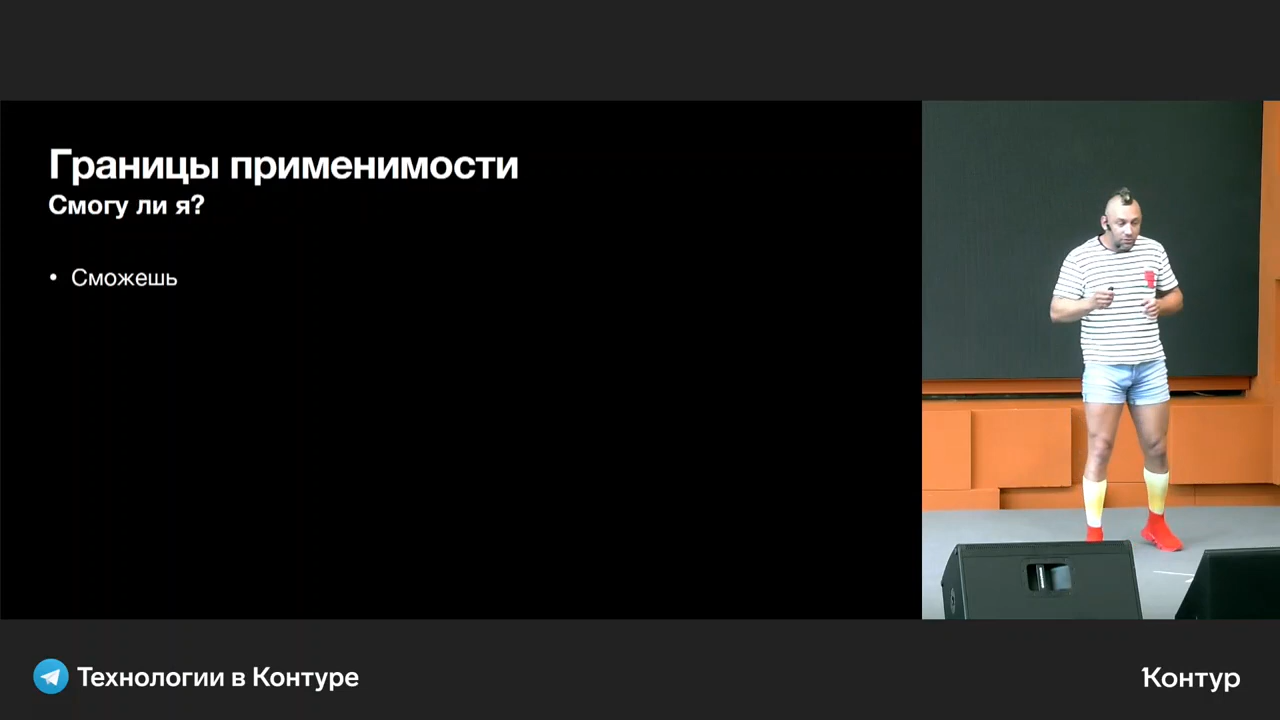 Границы применимости
Смогу ли я?
• Сможешь
Технологии в Контуре
Контур